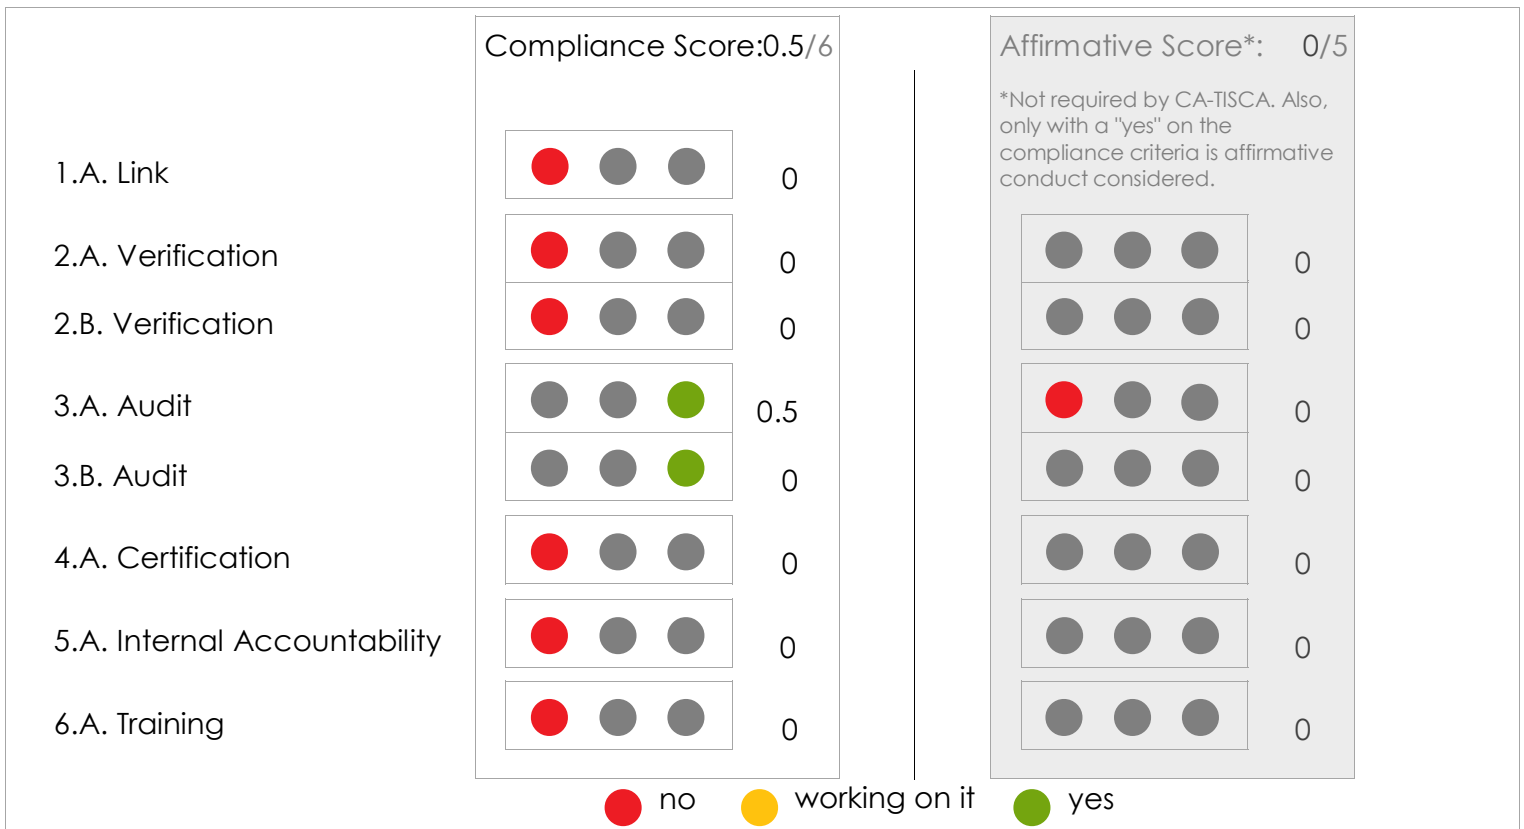 Compliance Score:0.5/6
Affirmative Score*: 0/5
*Not required by CA-TISCA. Also,
only with a "yes" on the
compliance criteria is affirmative
conduct considered.
1.A. Link 0
2.A. Verification 0 0
2.B. Verification 0 0
3.A. Audit 0.5 0
3.B. Audit 0 0
4.A. Certification 0 0
5.A. Internal Accountability 0 0
6.A. Training 0 0
no working on it yes